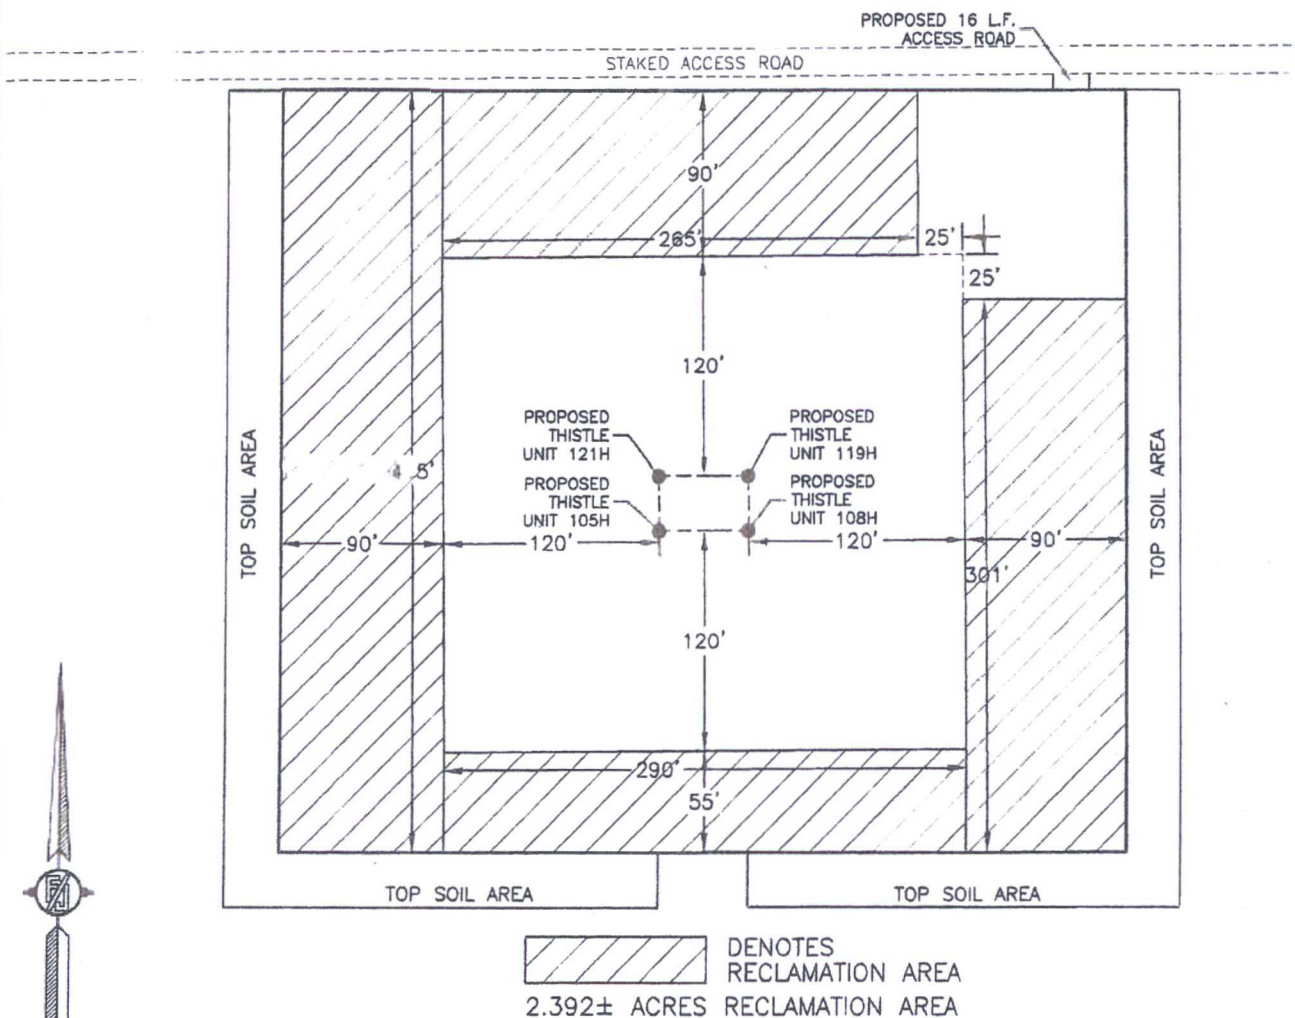 PROPOSED 16 L.F.
ACCESS ROAD
STAKED ACCESS ROAD
90'
265'
25'
25'
120'
PROPOSED
THISTLE
UNIT 121H
PROPOSED
THISTLE
UNIT 119H
TOP SOIL AREA
PROPOSED
THISTLE
UNIT 105H
PROPOSED
THISTLE
UNIT 108H
TOP SOIL AREA
90'
120'
120'
90'
301'
120'
290'
55'
TOP SOIL AREA
TOP SOIL AREA
DENOTES
RECLAMATION AREA
2.392± ACRES RECLAMATION AREA